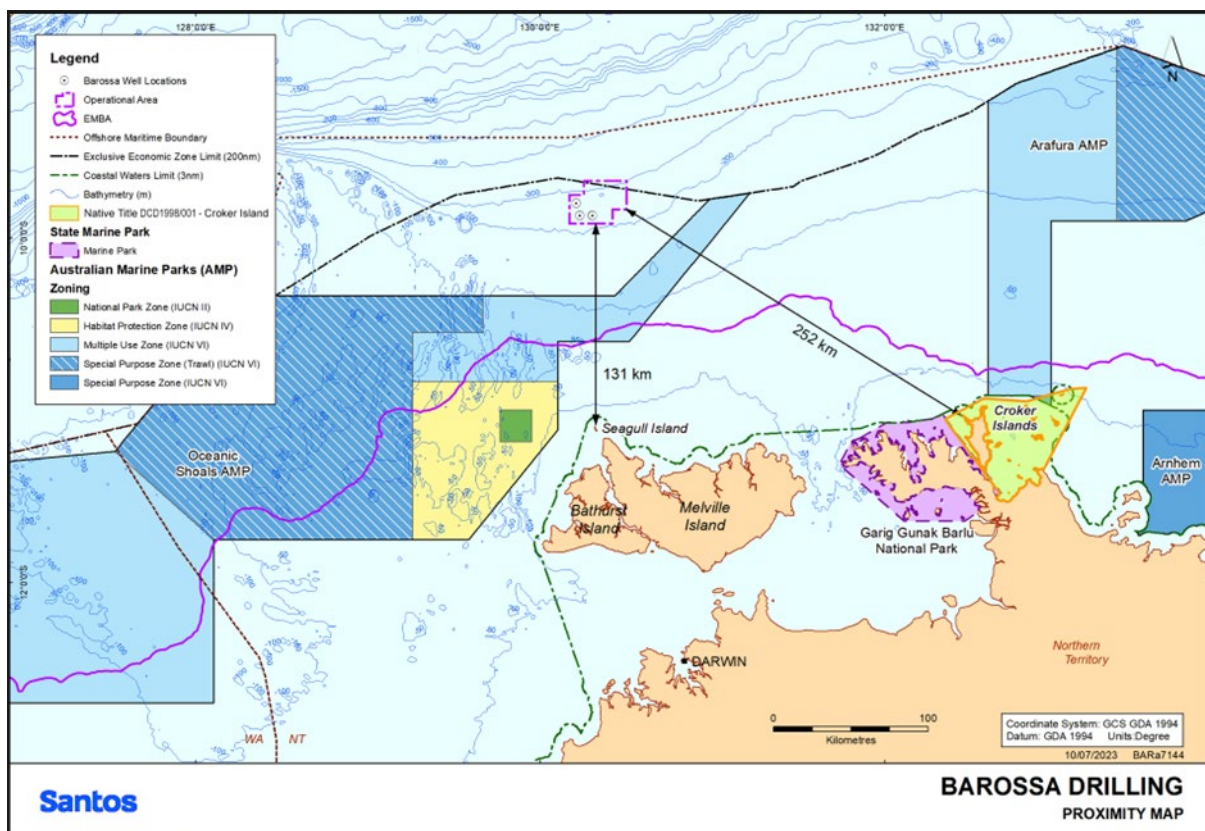 128°0'0"E
130°0'0"E
132°0'0"E
Legend
Barossa Well Locations
Operational Area
EMBA
Offshore Maritime Boundary
Exclusive Economic Zone Limit (200nm)
Coastal Waters Limit (3nm)
Bathymetry (m)
Native Title DCD1998/001 - Croker Island
State Marine Park
Marine Park
Australian Marine Parks (AMP)
Zoning
National Park Zone (IUCN II)
Habitat Protection Zone (IUCN IV)
Multiple Use Zone (IUCN VI)
Special Purpose Zone (Trawl) (IUCN VI)
Special Purpose Zone (IUCN VI)
N
Arafura AMP
10°0'0"S
252 km
131 km
Seagull Island
Croker
Islands
Oceanic
Shoals AMP
Arnhem
AMP
Bathurst
Island
Melville
Island
Garig Gunak Barlu
National Park
12°0'0"S
DARWIN
Northern
Territory
WA NT
0 100
Kilometres
Coordinate System: GCS GDA 1994
Datum: GDA 1994 Units:Degree
10/07/2023 BARa7144
Santos
BAROSSA DRILLING
PROXIMITY MAP